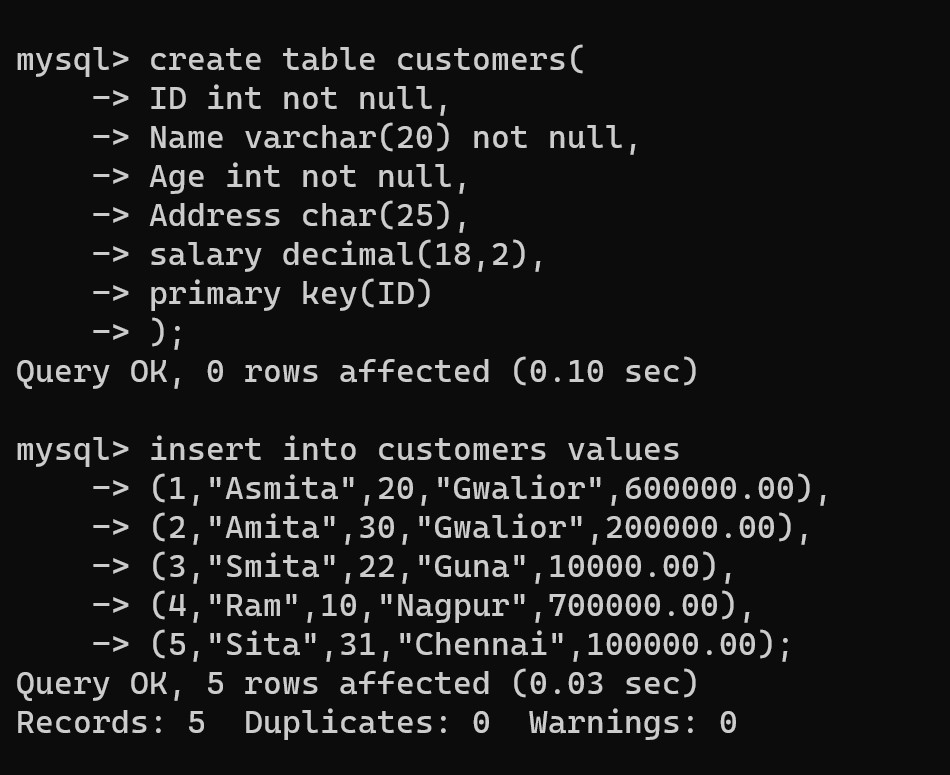 mysql> create table customers(
    -> ID int not null,
    -> Name varchar(20) not null,
    -> Age int not null,
    -> Address char(25),
    -> salary decimal(18,2),
    -> primary key(ID)
    -> );
Query OK, 0 rows affected (0.10 sec)

mysql> insert into customers values
    -> (1,"Asmita",20,"Gwalior",600000.00),
    -> (2,"Amita",30,"Gwalior",200000.00),
    -> (3,"Smita",22,"Guna",10000.00),
    -> (4,"Ram",10,"Nagpur",700000.00),
    -> (5,"Sita",31,"Chennai",100000.00);
Query OK, 5 rows affected (0.03 sec)
Records: 5  Duplicates: 0  Warnings: 0